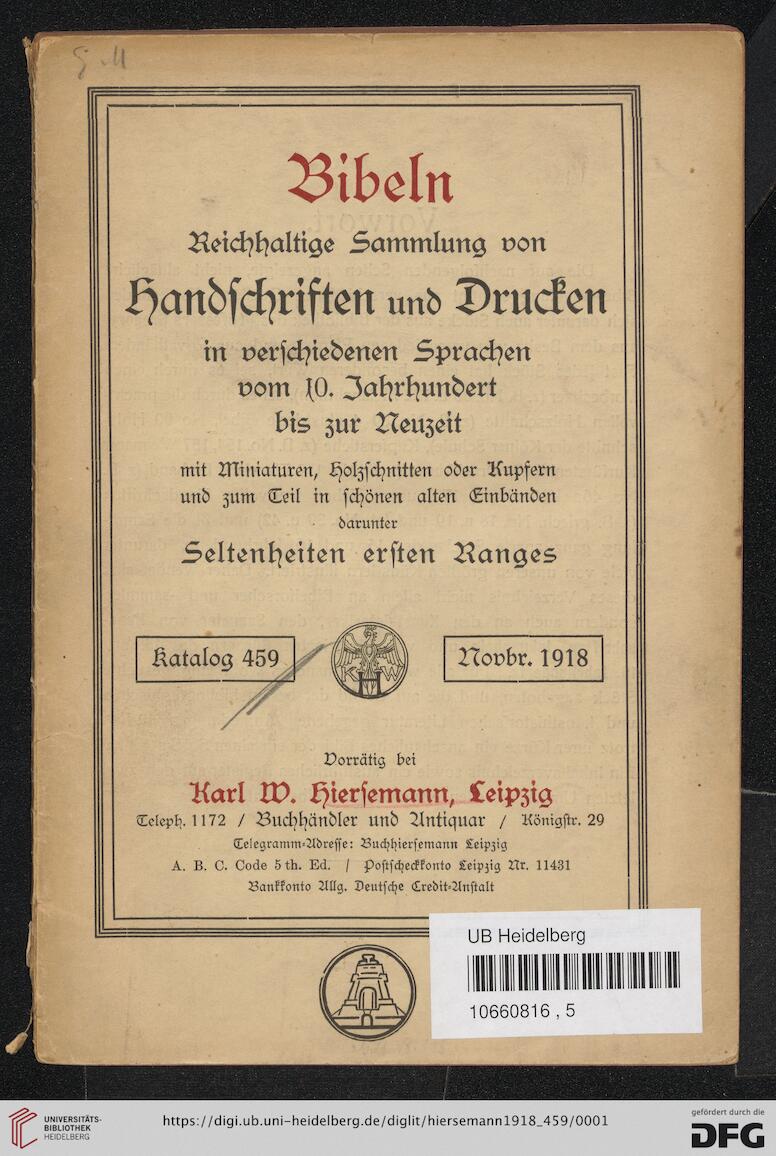 Bibeln
Reichhaltige Sammlung von
Handschriften und Drucken
in verschiedenen Sprachen
vom 10. Jahrhundert
bis zur Neuzeit
mit Miniaturen, Holzschnitten oder Kupfern
und zum Teil in schönen alten Einbänden
darunter
Seltenheiten ersten Ranges
Katalog 459
K W
H
Novbr. 1918
Vorrätig bei
Karl W. Hiersemann, Leipzig
Teleph. 1172 / Buchhändler und Antiquar / Königstr. 29
Telegramm-Adresse: Buchhiersemann Leipzig
A. B. C. Code 5 th. Ed. / Postscheckkonto Leipzig Nr. 11431
Bankkonto Allg. Deutsche Credit-Anstalt
UB Heidelberg
10660816 , 5
UNIVERSITÄTS-
BIBLIOTHEK
HEIDELBERG
https://digi.ub.uni-heidelberg.de/diglit/hiersemann1918_459/0001
gefördert durch die
DFG